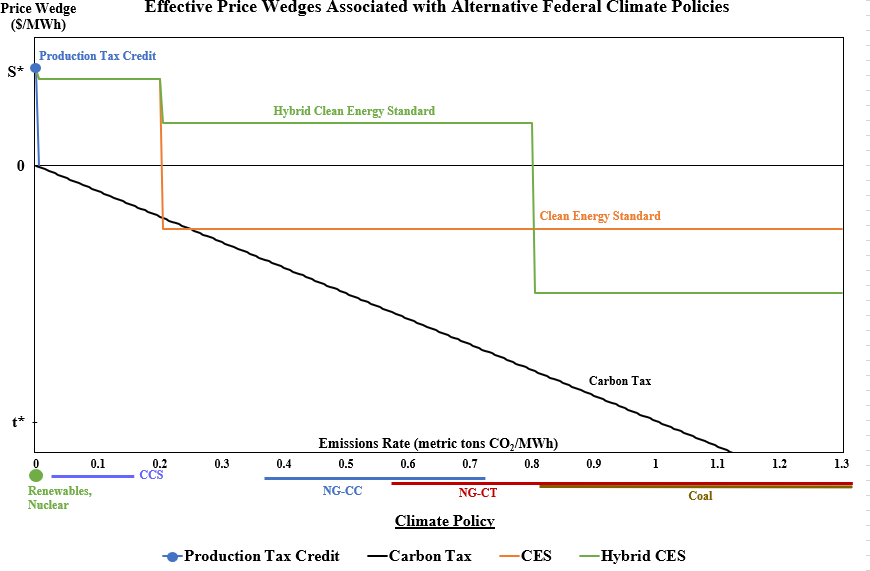 Effective Price Wedges Associated with Alternative Federal Climate Policies
Price Wedge
($/MWh)
Production Tax Credit
S*
Hybrid Clean Energy Standard
0
Clean Energy Standard
Carbon Tax
t*
Emissions Rate (metric tons CO₂/MWh)
0 0.1 0.2 0.3 0.4 0.5 0.6 0.7 0.8 0.9 1 1.1 1.2 1.3
CCS
Renewables,
Nuclear
NG-CC
NG-CT
Coal
Climate Policy
Production Tax Credit Carbon Tax CES Hybrid CES